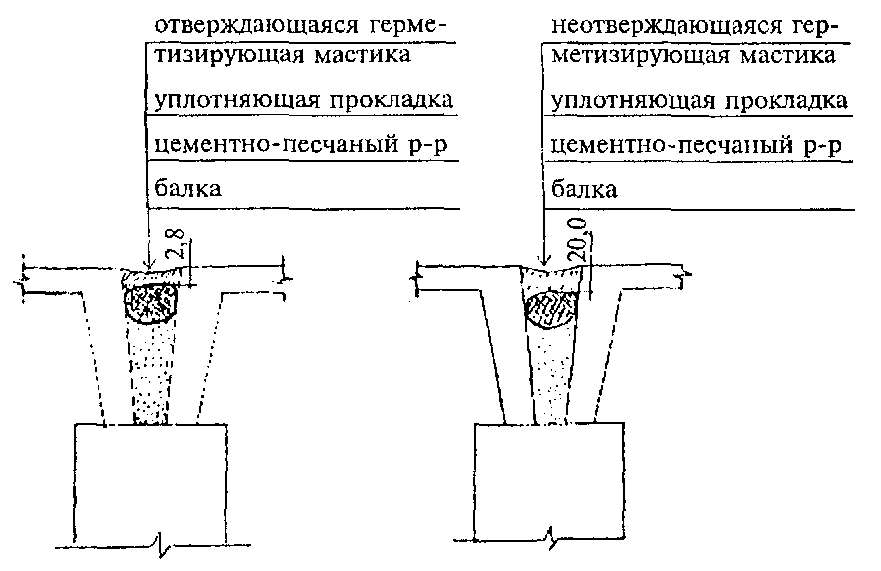 отверждающаяся герме-
тизирующая мастика
уплотняющая прокладка
цементно-песчаный р-р
балка
2,8
неотверждающаяся гер-
метизирующая мастика
уплотняющая прокладка
цементно-песчаный р-р
балка
20,0